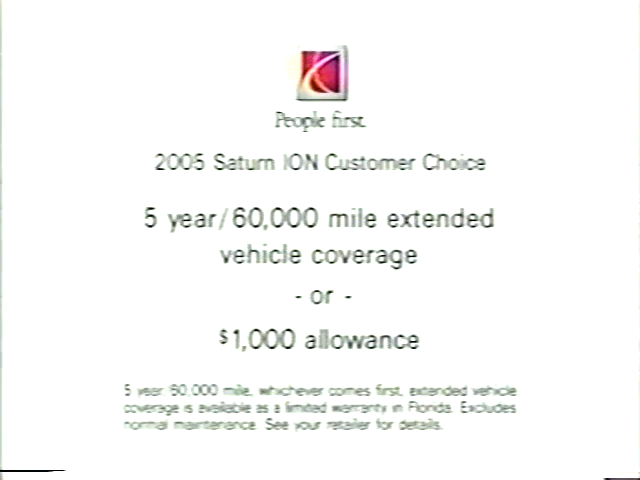 People first.
2005 Saturn ION Customer Choice
5 year/60,000 mile extended
vehicle coverage
- or -
$1,000 allowance
5 year 60,000 mile, whichever comes first, extended vehicle
coverage is available as a limited warranty in Florida. Excludes
normal maintenance. See your retailer for details.